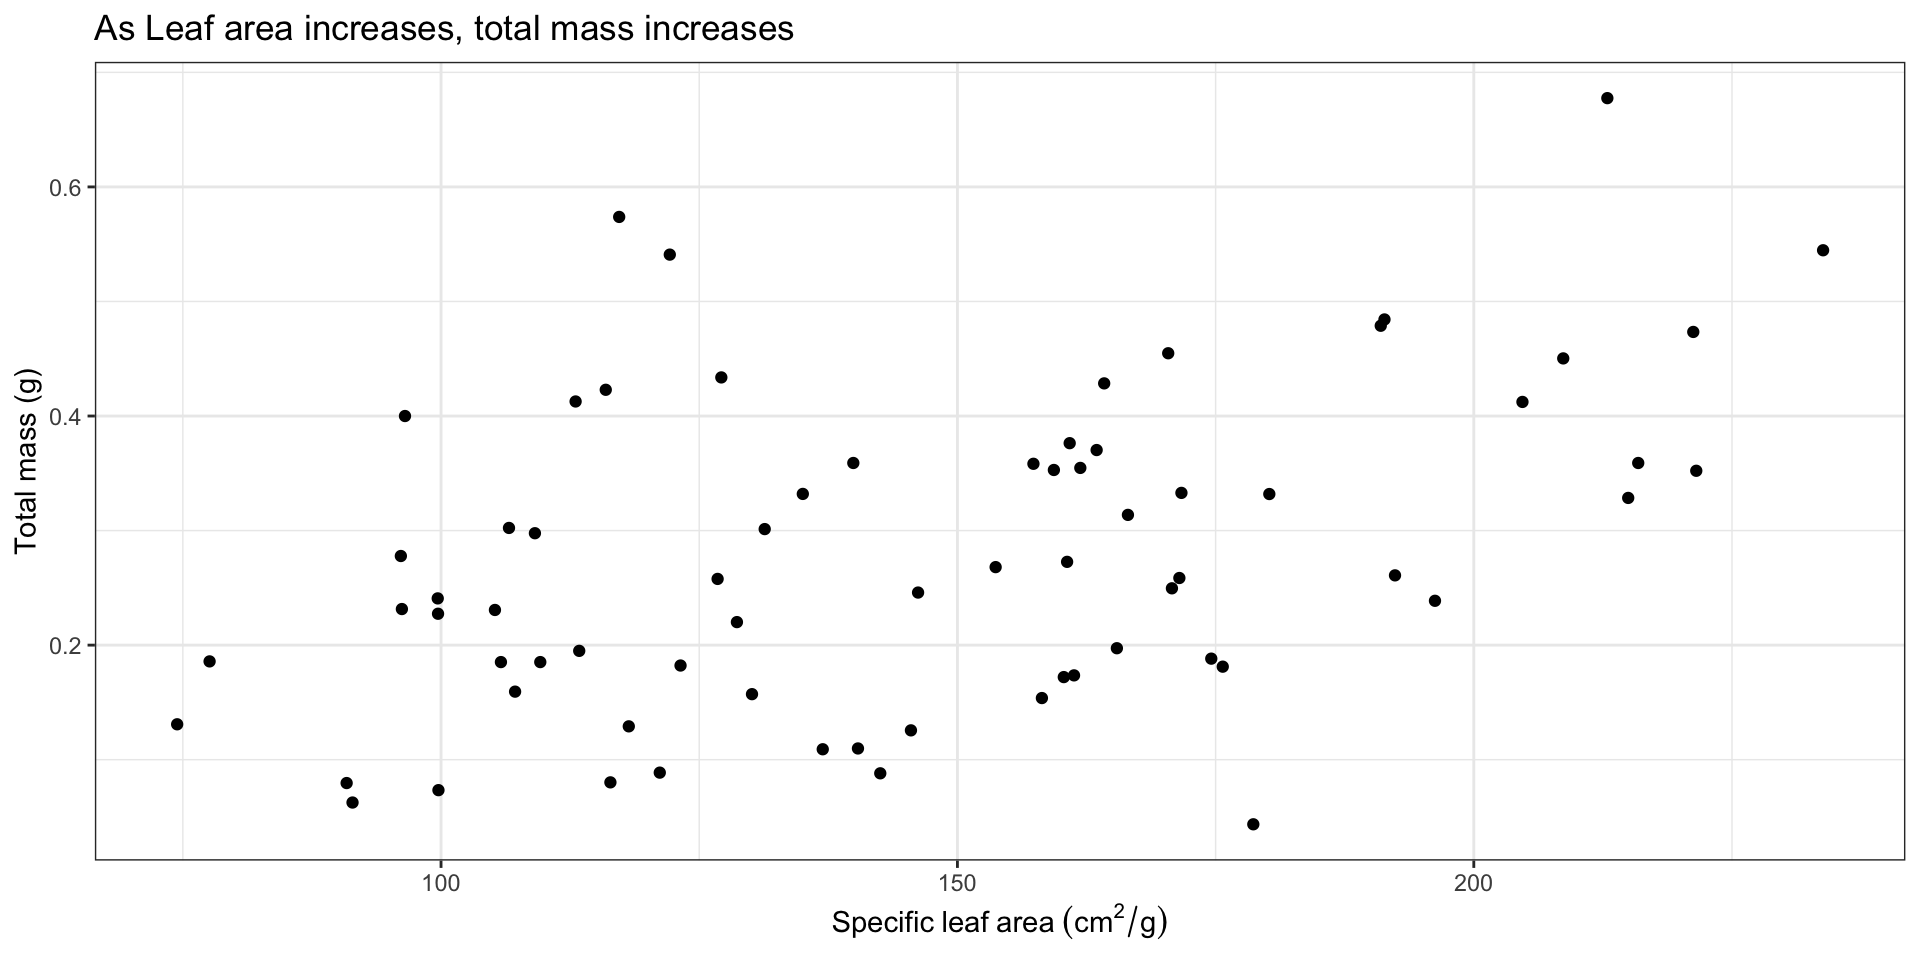 As Leaf area increases, total mass increases
Total mass (g)
0.6
0.4
0.2
100 150 200
Specific leaf area (cm²/g)